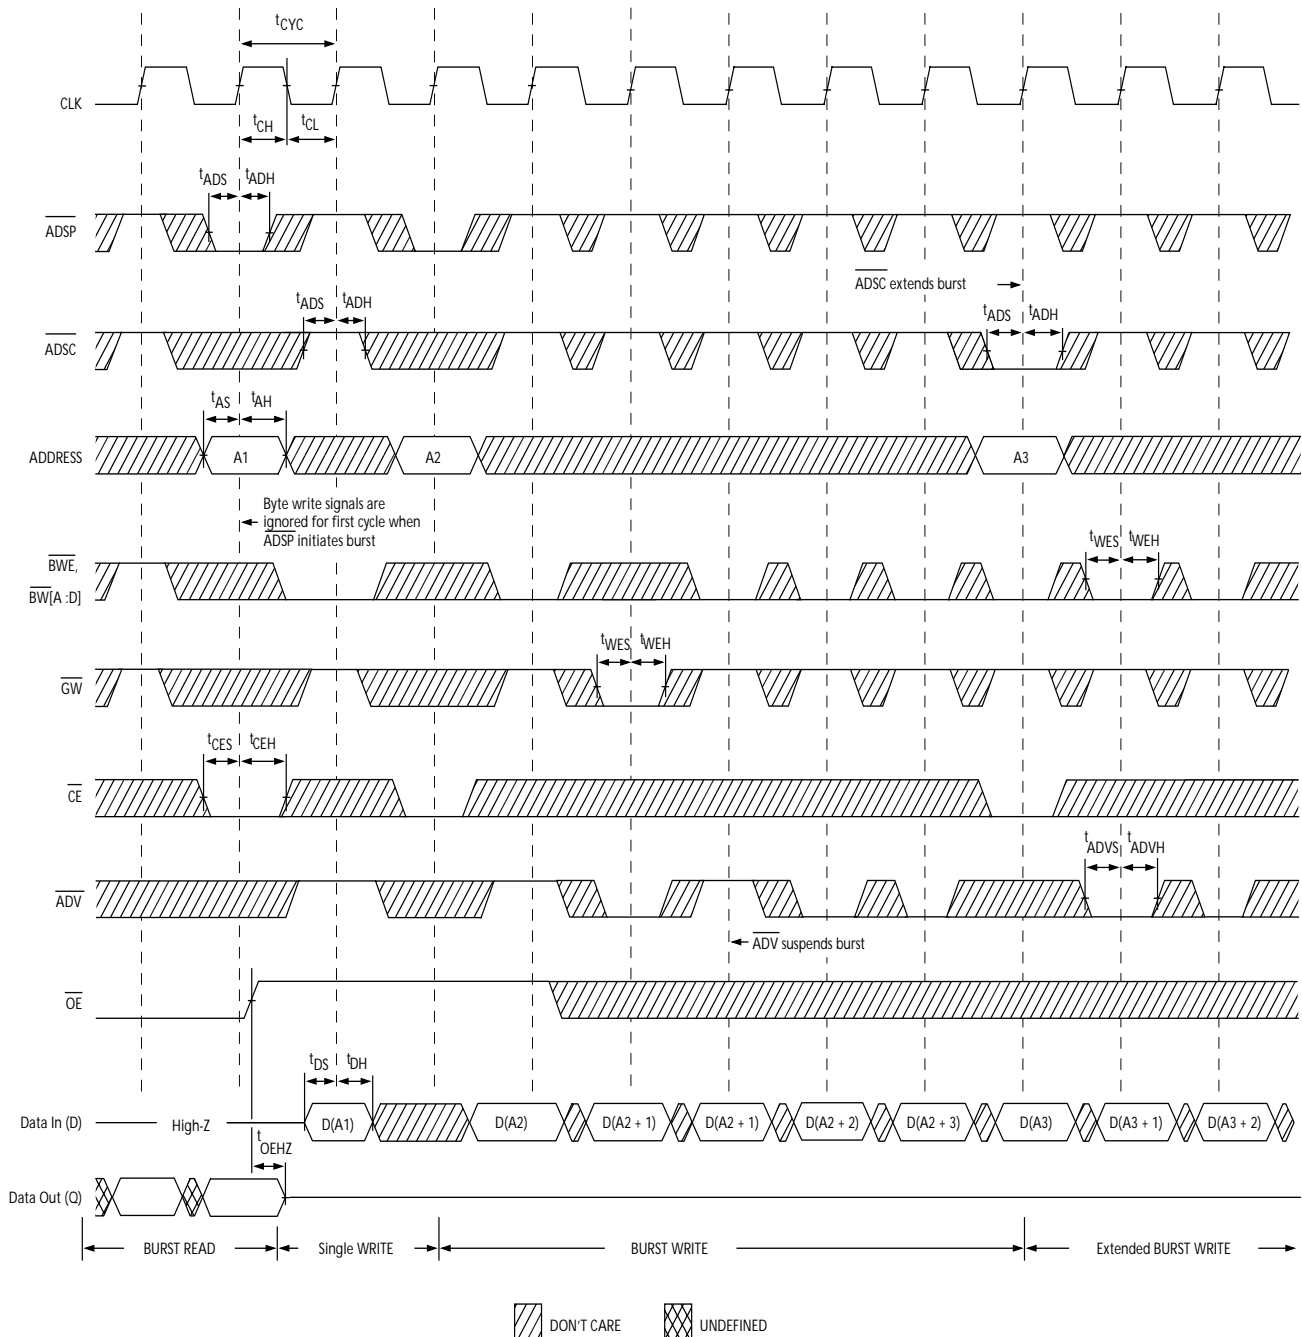 tCYC
CLK
tCH
tCL
tADS
tADH
ADSP
ADSC extends burst
tADS
tADH
tADS
tADH
ADSC
tAS
tAH
ADDRESS
A1
A2
A3
Byte write signals are
ignored for first cycle when
ADSP initiates burst
BWE,
BW[A :D]
tWES
tWEH
tWES
tWEH
GW
tCES
tCEH
CE
tADVS
tADVH
ADV
ADV suspends burst
OE
tDS
tDH
Data In (D)
High-Z
D(A1)
D(A2)
D(A2 + 1)
D(A2 + 1)
D(A2 + 2)
D(A2 + 3)
D(A3)
D(A3 + 1)
D(A3 + 2)
tOEHZ
Data Out (Q)
BURST READ
Single WRITE
BURST WRITE
Extended BURST WRITE
DON'T CARE
UNDEFINED